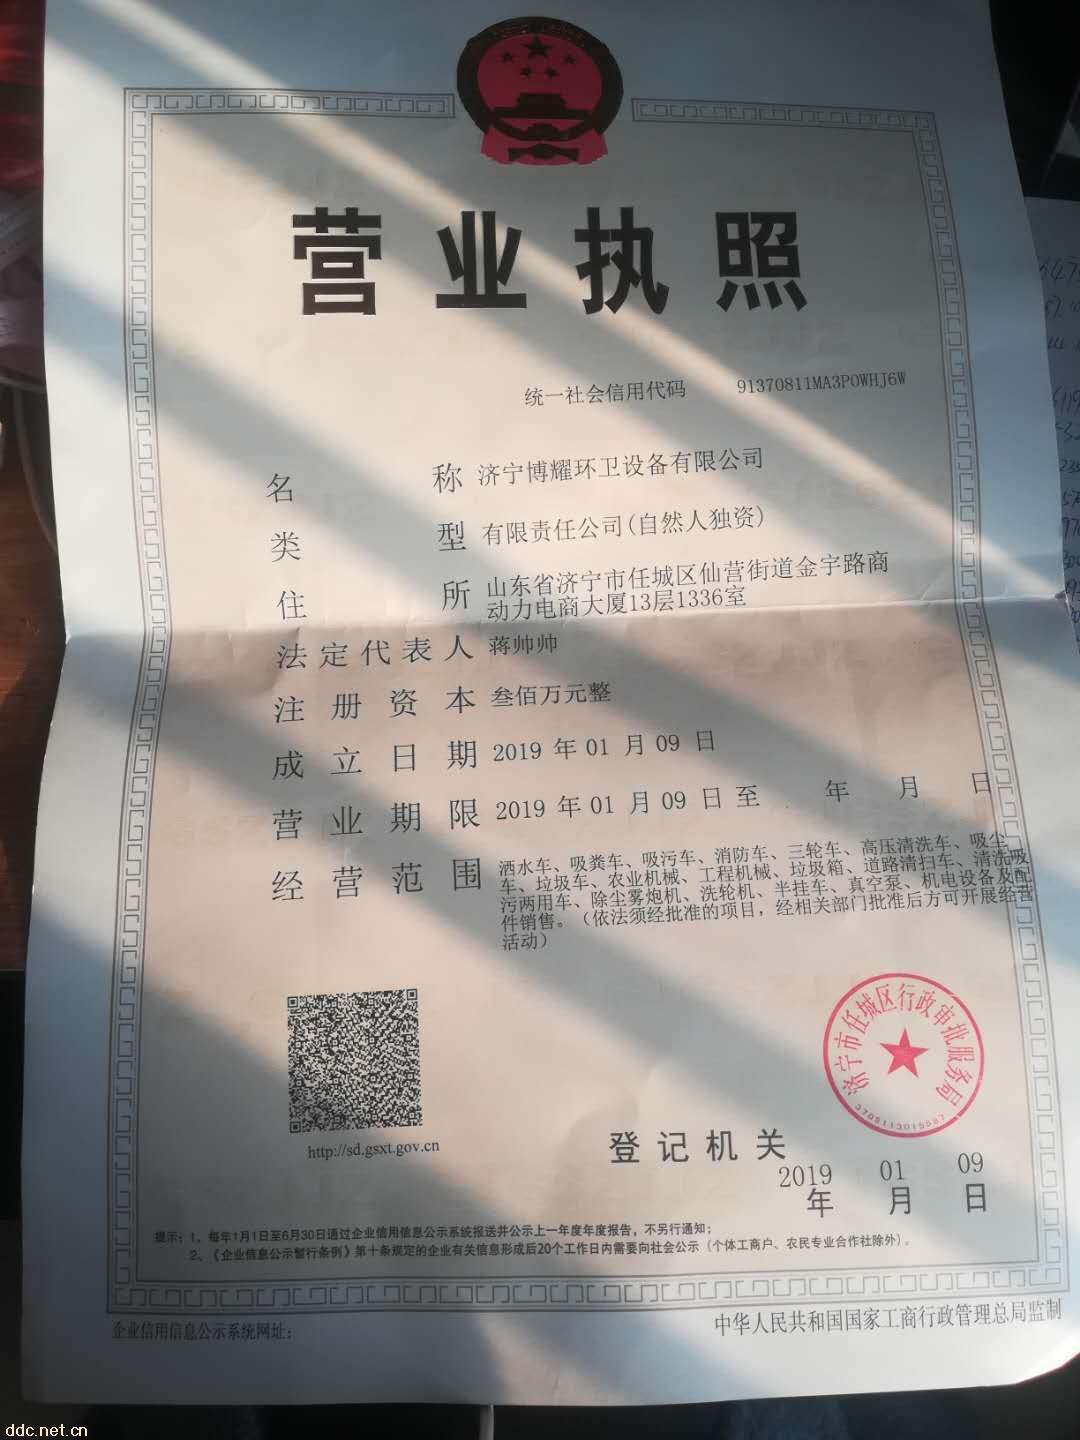 营业执照
统一社会信用代码 91370811MA3P0WHJ6W
名称 济宁博耀环卫设备有限公司
类型 有限责任公司(自然人独资)
住所 山东省济宁市任城区仙营街道金宇路商
动力电商大厦13层1336室
法定代表人 蒋帅帅
注册资本 叁佰万元整
成立日期 2019 年 01 月 09 日
营业期限 2019 年 01 月 09 日 至 年 月 日
经营范围 洒水车、吸粪车、吸污车、消防车、三轮车、高压清洗车、吸尘
车、垃圾车、农业机械、工程机械、垃圾箱、道路清扫车、清洗吸
污两用车、除尘雾炮机、洗轮机、半挂车、真空泵、机电设备及配
件销售。（依法须经批准的项目，经相关部门批准后方可开展经营
活动）
济宁市任城区行政审批服务局
http://sd.gsxt.gov.cn
登记机关
2019 01 09
年 月 日
提示：1、每年1月1日至6月30日通过企业信用信息公示系统报送并公示上一年度年度报告，不另行通知；
2、《企业信息公示暂行条例》第十条规定的企业有关信息形成后20个工作日内需要向社会公示（个体工商户、农民专业合作社除外）。
企业信用信息公示系统网址：
中华人民共和国国家工商行政管理总局监制
ddc.net.cn